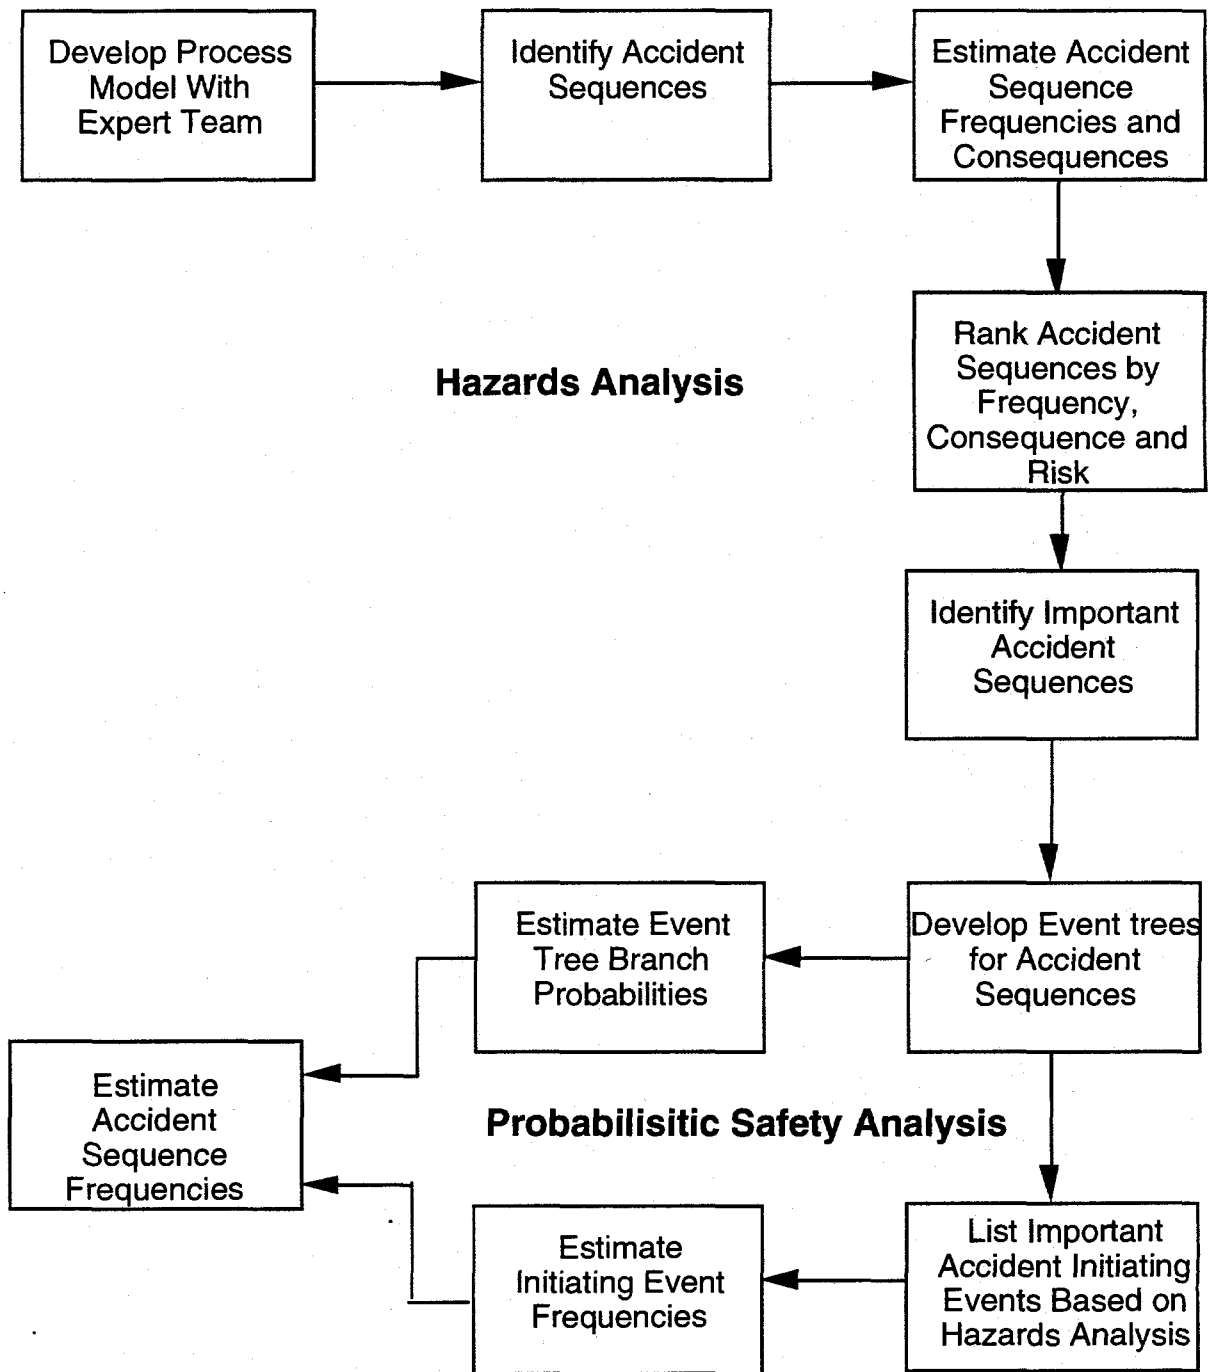 Develop Process
Model With
Expert Team
Identify Accident
Sequences
Estimate Accident
Sequence
Frequencies and
Consequences
Rank Accident
Sequences by
Frequency,
Consequence and
Risk
Hazards Analysis
Identify Important
Accident
Sequences
Develop Event trees
for Accident
Sequences
Estimate Event
Tree Branch
Probabilities
Estimate
Accident
Sequence
Frequencies
Probabilisitic Safety Analysis
List Important
Accident Initiating
Events Based on
Hazards Analysis
Estimate
Initiating Event
Frequencies